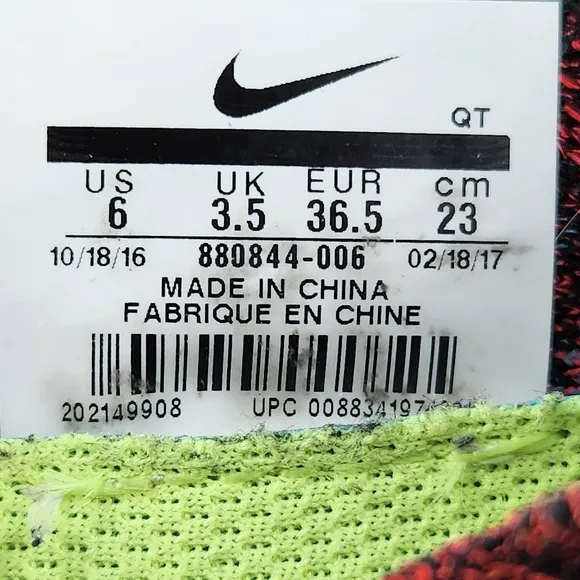 QT
US UK EUR cm
6 3.5 36.5 23
10/18/16 880844-006 02/18/17
MADE IN CHINA
FABRIQUE EN CHINE
202149908 UPC